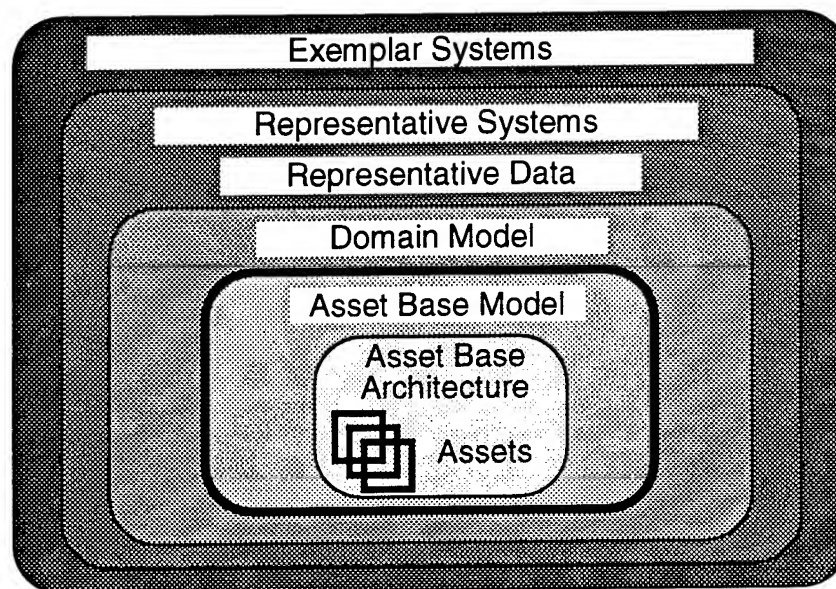 Exemplar Systems
Representative Systems
Representative Data
Domain Model
Asset Base Model
Asset Base
Architecture
Assets